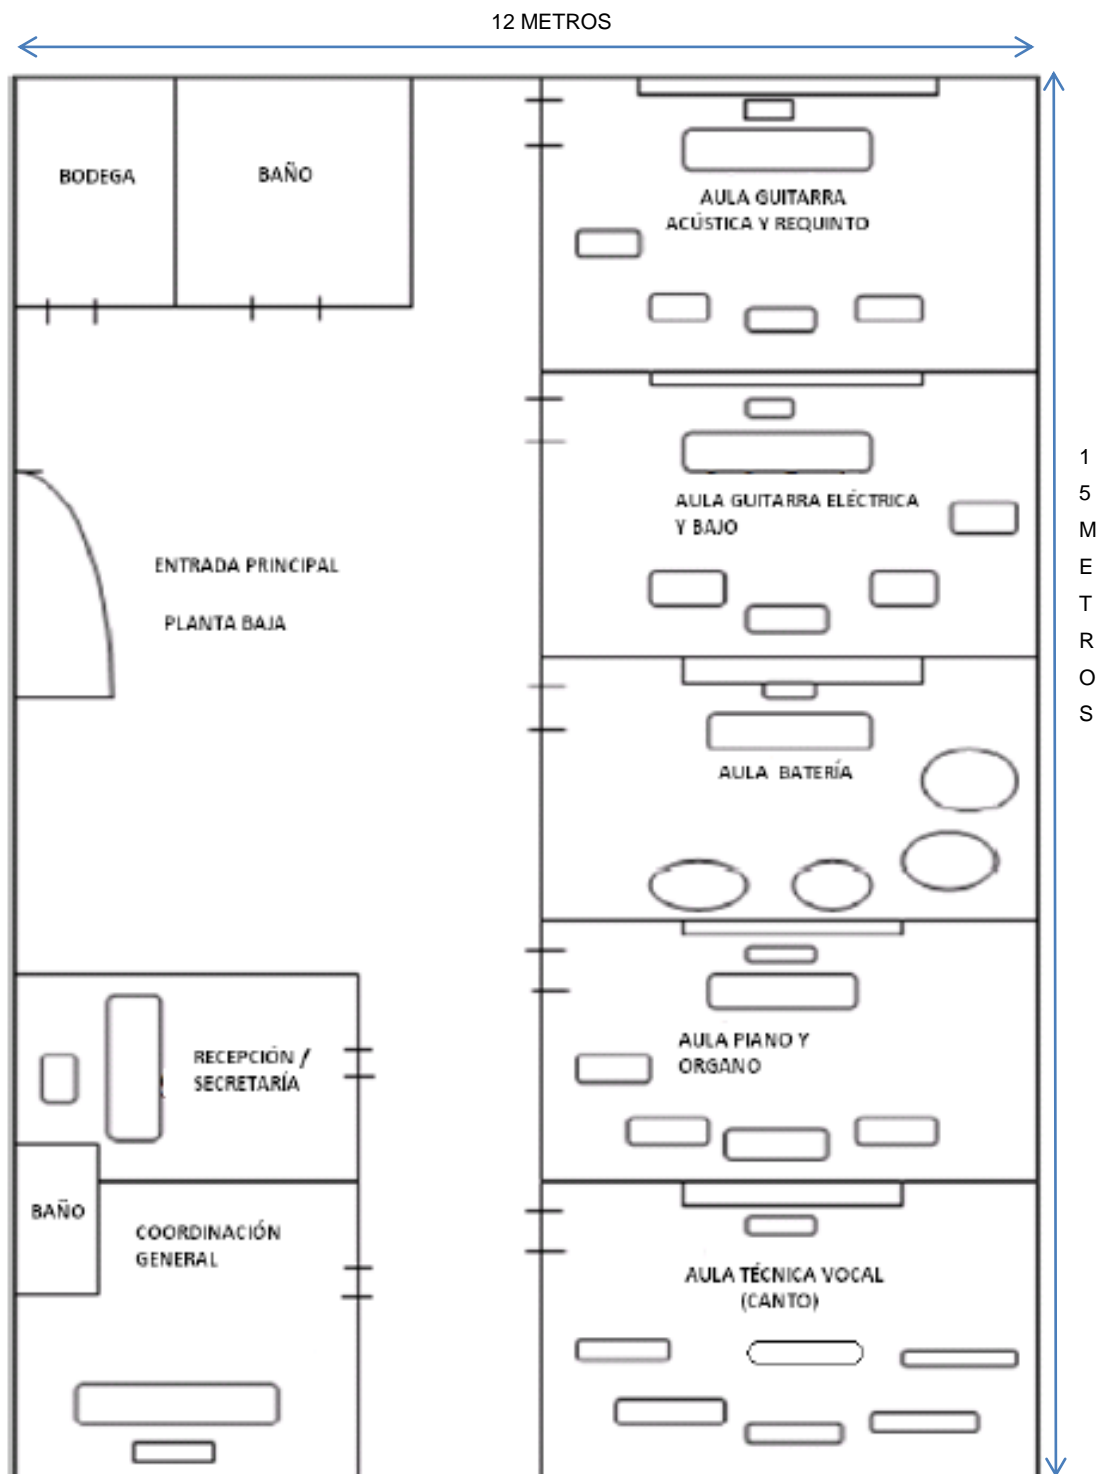 12 METROS
BODEGA
BAÑO
AULA GUITARRA
ACÚSTICA Y REQUINTO
AULA GUITARRA ELÉCTRICA
Y BAJO
ENTRADA PRINCIPAL
PLANTA BAJA
1
5
M
E
T
R
O
S
AULA BATERÍA
RECEPCIÓN /
SECRETARÍA
AULA PIANO Y
ORGANO
BAÑO
COORDINACIÓN
GENERAL
AULA TÉCNICA VOCAL
(CANTO)